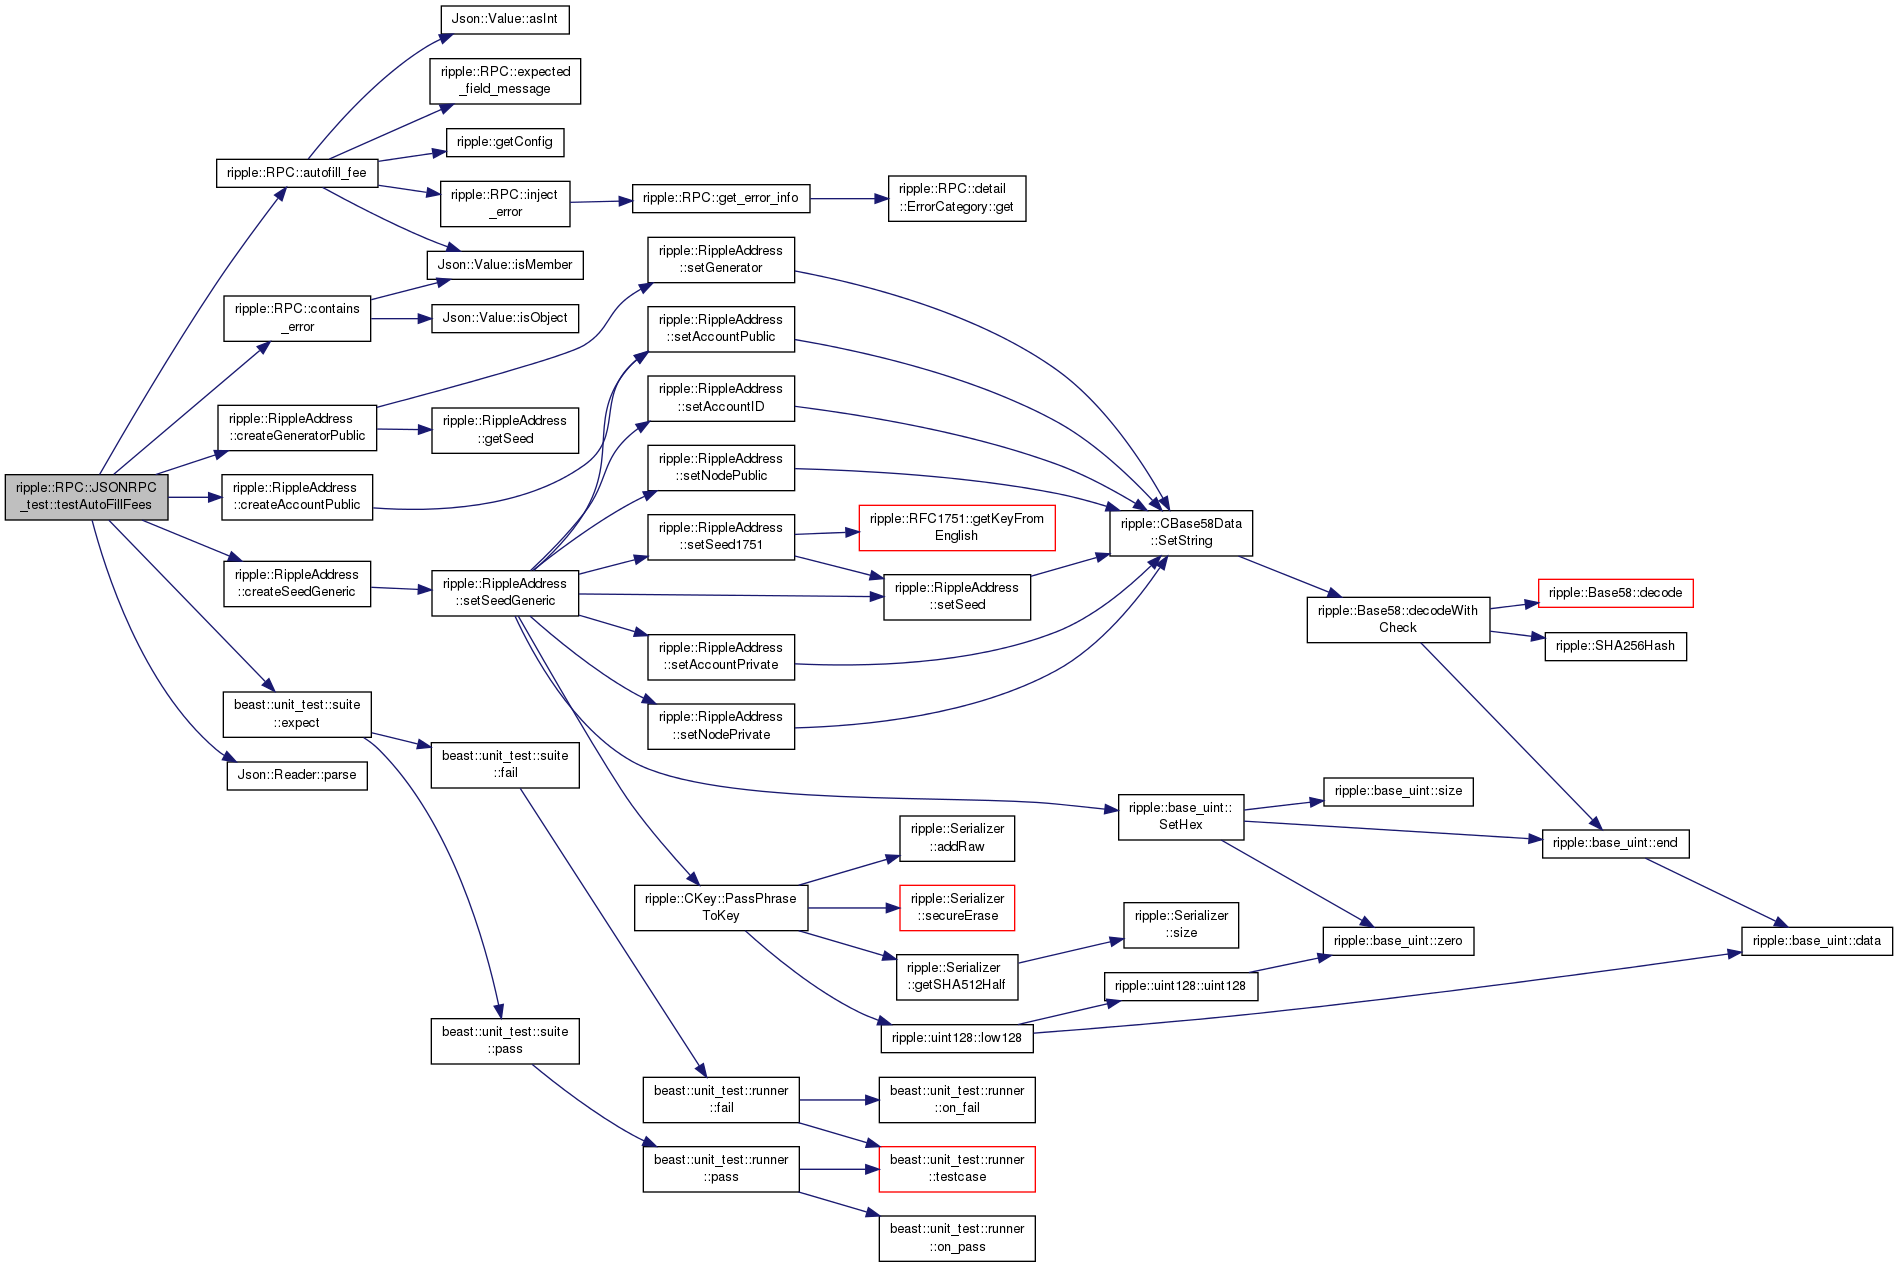 Json::Value::asInt
ripple::RPC::expected
_field_message
ripple::getConfig
ripple::RPC::autofill_fee
ripple::RPC::inject
_error
ripple::RPC::get_error_info
ripple::RPC::detail
::ErrorCategory::get
Json::Value::isMember
ripple::RPC::contains
_error
Json::Value::isObject
ripple::RippleAddress
::setGenerator
ripple::RippleAddress
::setAccountPublic
ripple::RippleAddress
::setAccountID
ripple::RippleAddress
::createGeneratorPublic
ripple::RippleAddress
::getSeed
ripple::RippleAddress
::setNodePublic
ripple::RPC::JSONRPC
_test::testAutoFillFees
ripple::RippleAddress
::createAccountPublic
ripple::RippleAddress
::setSeed1751
ripple::RFC1751::getKeyFrom
English
ripple::CBase58Data
::SetString
ripple::RippleAddress
::createSeedGeneric
ripple::RippleAddress
::setSeedGeneric
ripple::RippleAddress
::setSeed
ripple::Base58::decodeWith
Check
ripple::Base58::decode
ripple::SHA256Hash
ripple::RippleAddress
::setAccountPrivate
ripple::RippleAddress
::setNodePrivate
beast::unit_test::suite
::expect
beast::unit_test::suite
::fail
Json::Reader::parse
ripple::base_uint::
SetHex
ripple::base_uint::size
ripple::base_uint::end
ripple::Serializer
::addRaw
ripple::CKey::PassPhrase
ToKey
ripple::Serializer
::secureErase
ripple::Serializer
::size
ripple::base_uint::zero
ripple::base_uint::data
ripple::Serializer
::getSHA512Half
ripple::uint128::uint128
ripple::uint128::low128
beast::unit_test::suite
::pass
beast::unit_test::runner
::fail
beast::unit_test::runner
::on_fail
beast::unit_test::runner
::pass
beast::unit_test::runner
::testcase
beast::unit_test::runner
::on_pass